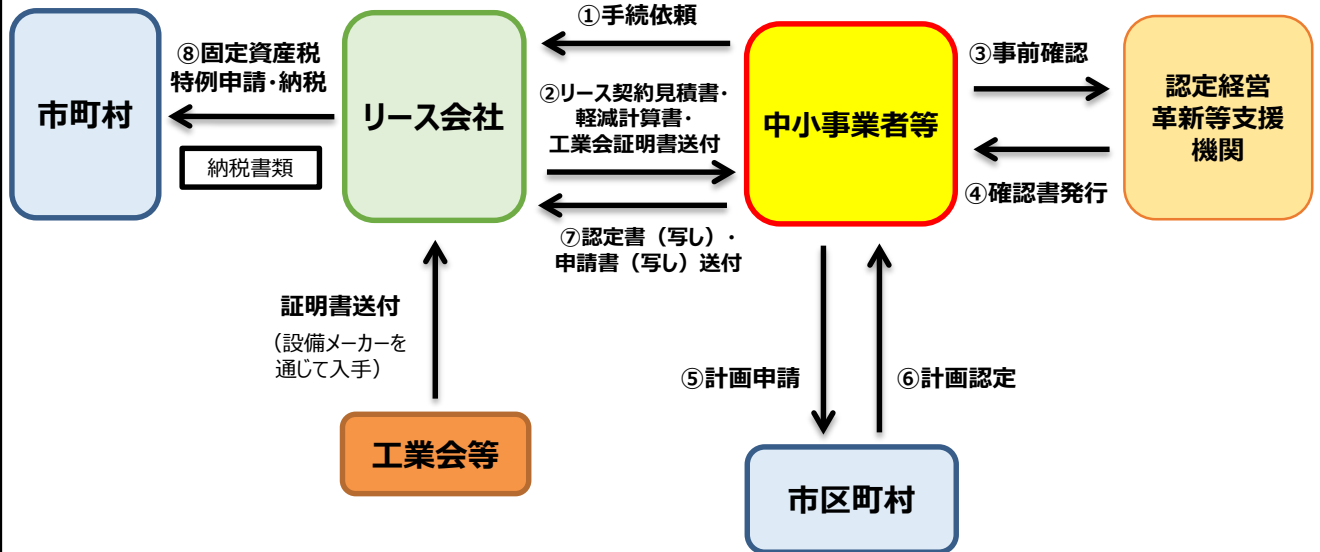 ①手続依頼
⑧固定資産税
特例申請・納税
市町村
納税書類
リース会社
②リース契約見積書・
軽減計算書・
工業会証明書送付
中小事業者等
③事前確認
認定経営
革新等支援
機関
④確認書発行
⑦認定書（写し）・
申請書（写し）送付
証明書送付
（設備メーカーを
通じて入手）
⑤計画申請
⑥計画認定
工業会等
市区町村